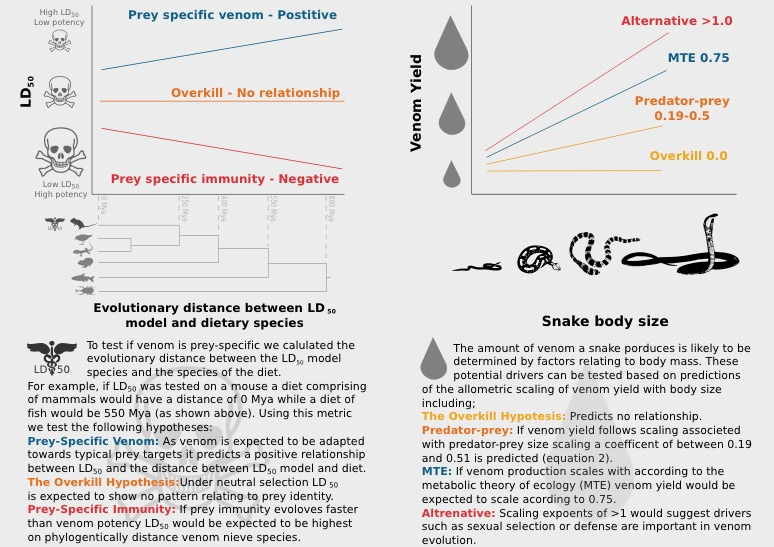 High LD50
Low potency
Prey specific venom - Postitive
LD50
Overkill - No relationship
Low LD50
High potency
Prey specific immunity - Negative
0 Mya
250 Mya
400 Mya
550 Mya
800 Mya
Evolutionary distance between LD50
model and dietary species
LD 50
To test if venom is prey-specific we calulated the
evolutionary distance between the LD50 model
species and the species of the diet.
For example, if LD50 was tested on a mouse a diet comprising
of mammals would have a distance of 0 Mya while a diet of
fish would be 550 Mya (as shown above). Using this metric
we test the following hypotheses:
Prey-Specific Venom: As venom is expected to be adapted
towards typical prey targets it predicts a positive relationship
between LD50 and the distance between LD50 model and diet.
The Overkill Hypothesis:Under neutral selection LD 50
is expected to show no pattern relating to prey identity.
Prey-Specific Immunity: If prey immunity evoloves faster
than venom potency LD50 would be expected to be highest
on phylogentically distance venom nieve species.
Venom Yield
Alternative >1.0
MTE 0.75
Predator-prey
0.19-0.5
Overkill 0.0
Snake body size
The amount of venom a snake porduces is likely to be
determined by factors relating to body mass. These
potential drivers can be tested based on predictions
of the allometric scaling of venom yield with body size
including;
The Overkill Hypotesis: Predicts no relationship.
Predator-prey: If venom yield follows scaling associeted
with predator-prey size scaling a coefficent of between 0.19
and 0.51 is predicted (equation 2).
MTE: If venom production scales with according to the
metabolic theory of ecology (MTE) venom yield would be
expected to scale acording to 0.75.
Altrenative: Scaling expoents of >1 would suggest drivers
such as sexual selection or defense are important in venom
evolution.